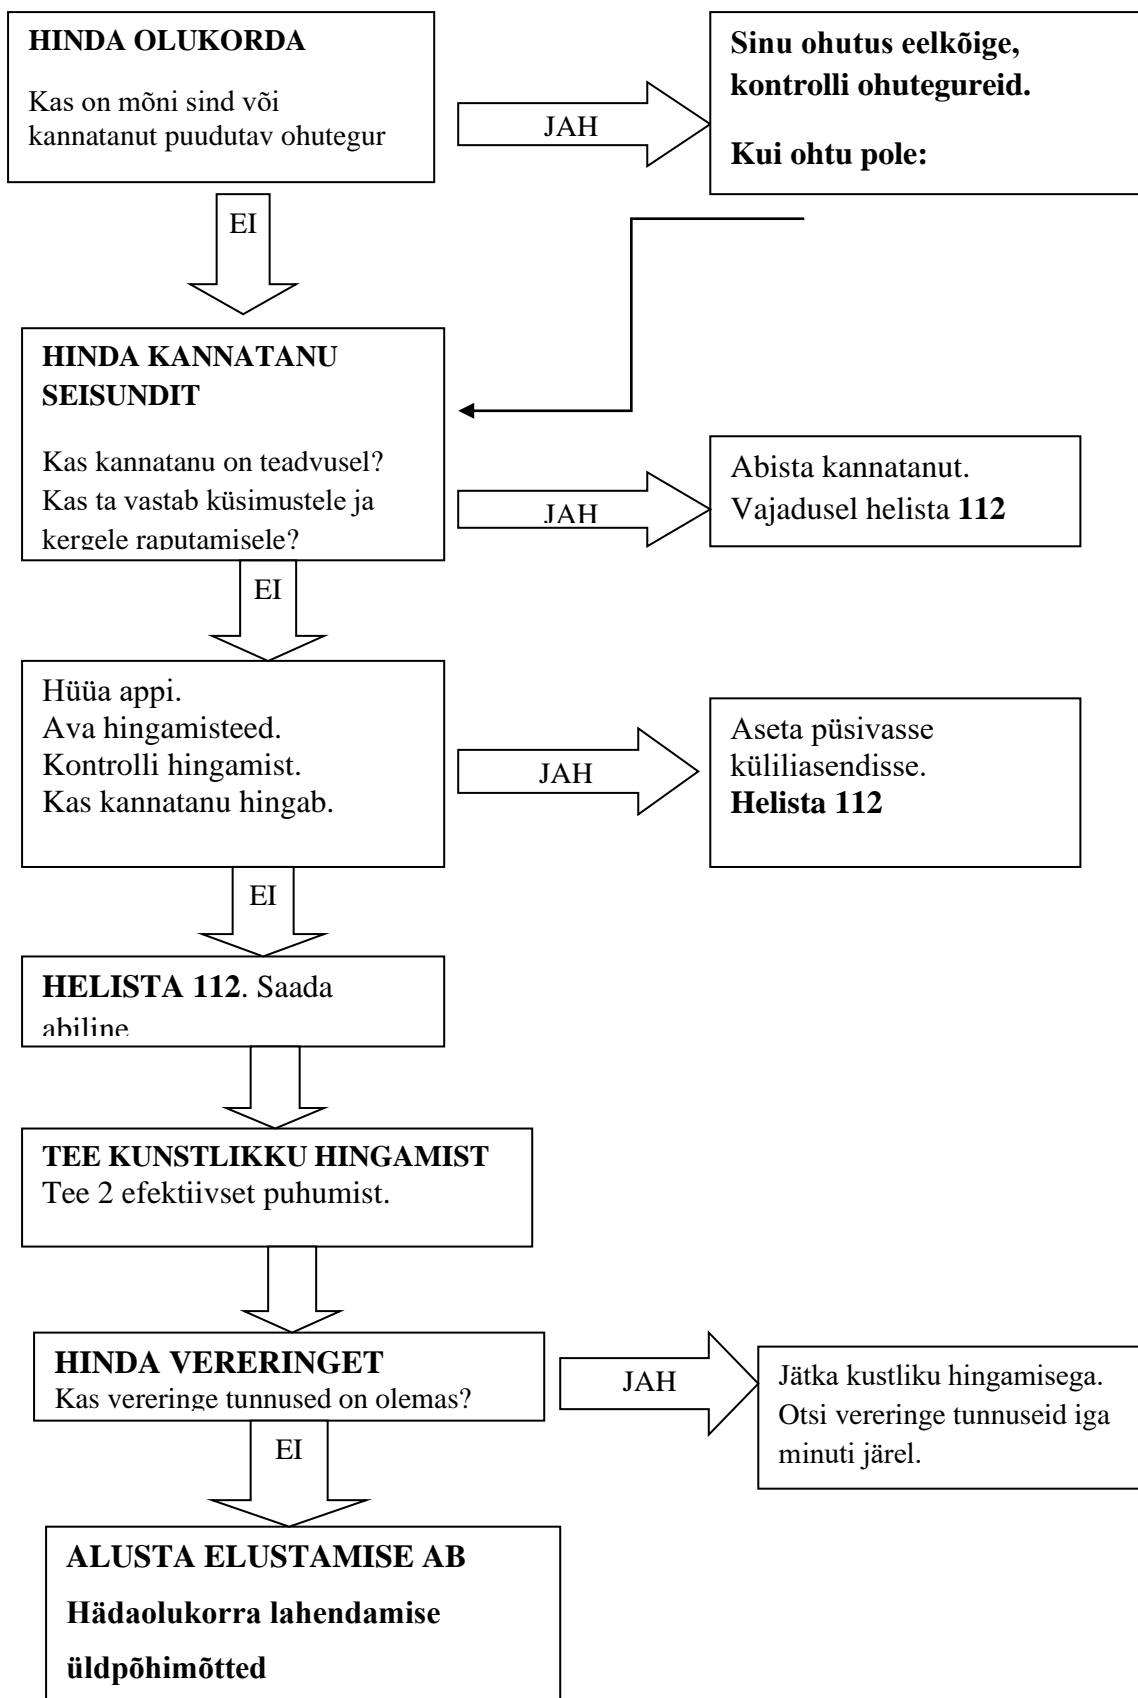 HINDA OLUKORDA
Kas on mõni sind või
kannatanut puudutav ohutegur
JAH
Sinu ohutus eelkõige,
kontrolli ohutegureid.
Kui ohtu pole:
EI
HINDA KANNATANU
SEISUNDIT
Kas kannatanu on teadvusel?
Kas ta vastab küsimustele ja
kergele raputamisele?
JAH
Abista kannatanut.
Vajadusel helista 112
EI
Hüüa appi.
Ava hingamisteed.
Kontrolli hingamist.
Kas kannatanu hingab.
JAH
Aseta püsivasse
küliliasendisse.
Helista 112
EI
HELISTA 112. Saada
abiline
TEE KUNSTLIKKU HINGAMIST
Tee 2 efektiivset puhumist.
HINDA VERERINGET
Kas vereringe tunnused on olemas?
JAH
Jätka kustliku hingamisega.
Otsi vereringe tunnuseid iga
minuti järel.
EI
ALUSTA ELUSTAMISE AB
Hädaolukorra lahendamise
üldpõhimõtted